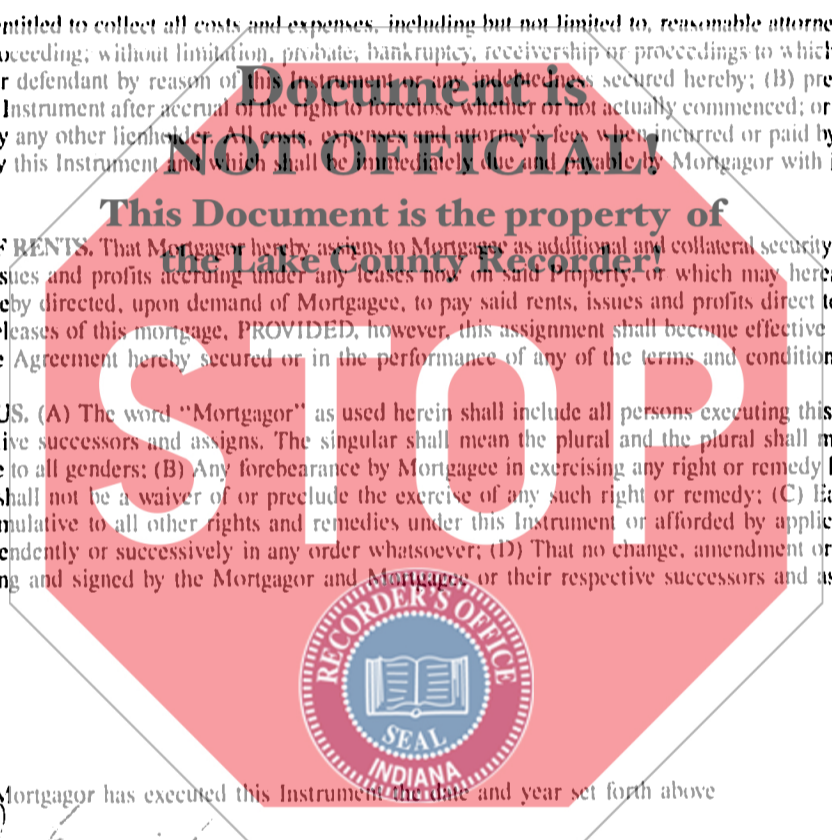 ntitled to collect all costs and expenses, including but not limited to, reasonable attorne
oceeding; without limitation, probate, bankruptcy, receivership or proceedings to which
r defendant by reason of this Instrument or any indebtedness secured hereby; (B) pre
Document is
Instrument after accrual of the right to foreclose whether or not actually commenced; or
y any other lienholder. All costs, expenses and attorney's fees when incurred or paid by
NOT OFFICIAL!
y this Instrument and which shall be immediately due and payable by Mortgagor with i
This Document is the property of
the Lake County Recorder!
F RENTS. That Mortgagor hereby assigns to Mortgagee as additional and collateral security
sues and profits accruing under any leases now on said Property, or which may here
eby directed, upon demand of Mortgagee, to pay said rents, issues and profits direct t
leases of this mortgage, PROVIDED, however, this assignment shall become effective
e Agreement hereby secured or in the performance of any of the terms and condition
STOP
US. (A) The word “Mortgagor” as used herein shall include all persons executing this
ive successors and assigns. The singular shall mean the plural and the plural shall m
e to all genders; (B) Any forebearance by Mortgagee in exercising any right or remedy
shall not be a waiver of or preclude the exercise of any such right or remedy; (C) Ea
mulative to all other rights and remedies under this Instrument or afforded by applic
endently or successively in any order whatsoever; (D) That no change, amendment or
ng and signed by the Mortgagor and Mortgagee or their respective successors and as
RECORDER'S OFFICE
SEAL
INDIANA
Mortgagor has executed this Instrument the date and year set forth above